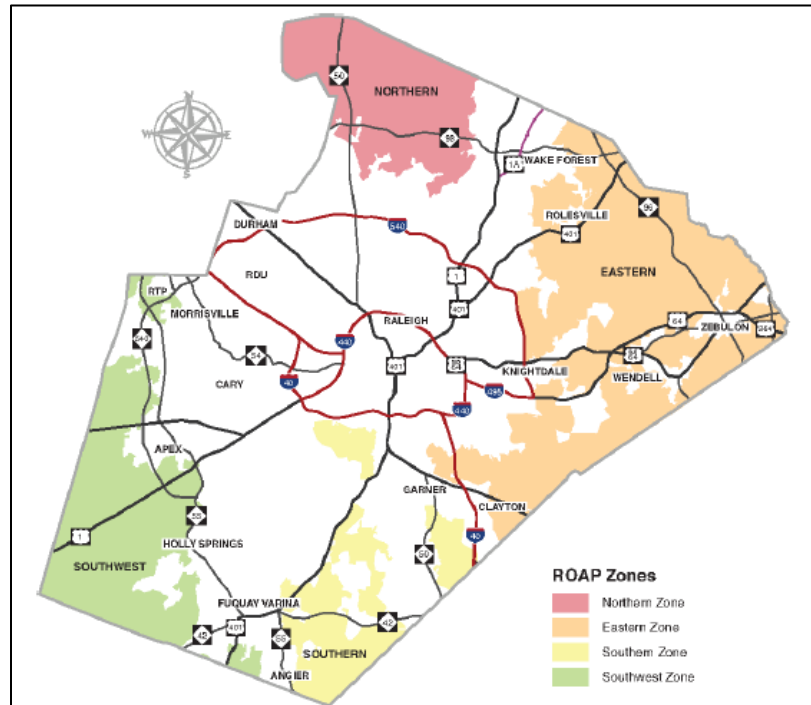 50
NORTHERN
98
N
W E
S
1A
WAKE FOREST
96
ROLESVILLE
401
DURHAM
540
EASTERN
RDU
1
RTP
401
MORRISVILLE
RALEIGH
64
ZEBULON
264
540
440
54
401
KNIGHTDALE
64
WENDELL
CARY
40
495
440
APEX
GARNER
CLAYTON
55
1
HOLLY SPRINGS
50
40
SOUTHWEST
FUQUAY VARINA
42
401
55
42
SOUTHERN
ANGIER
ROAP Zones
Northern Zone
Eastern Zone
Southern Zone
Southwest Zone